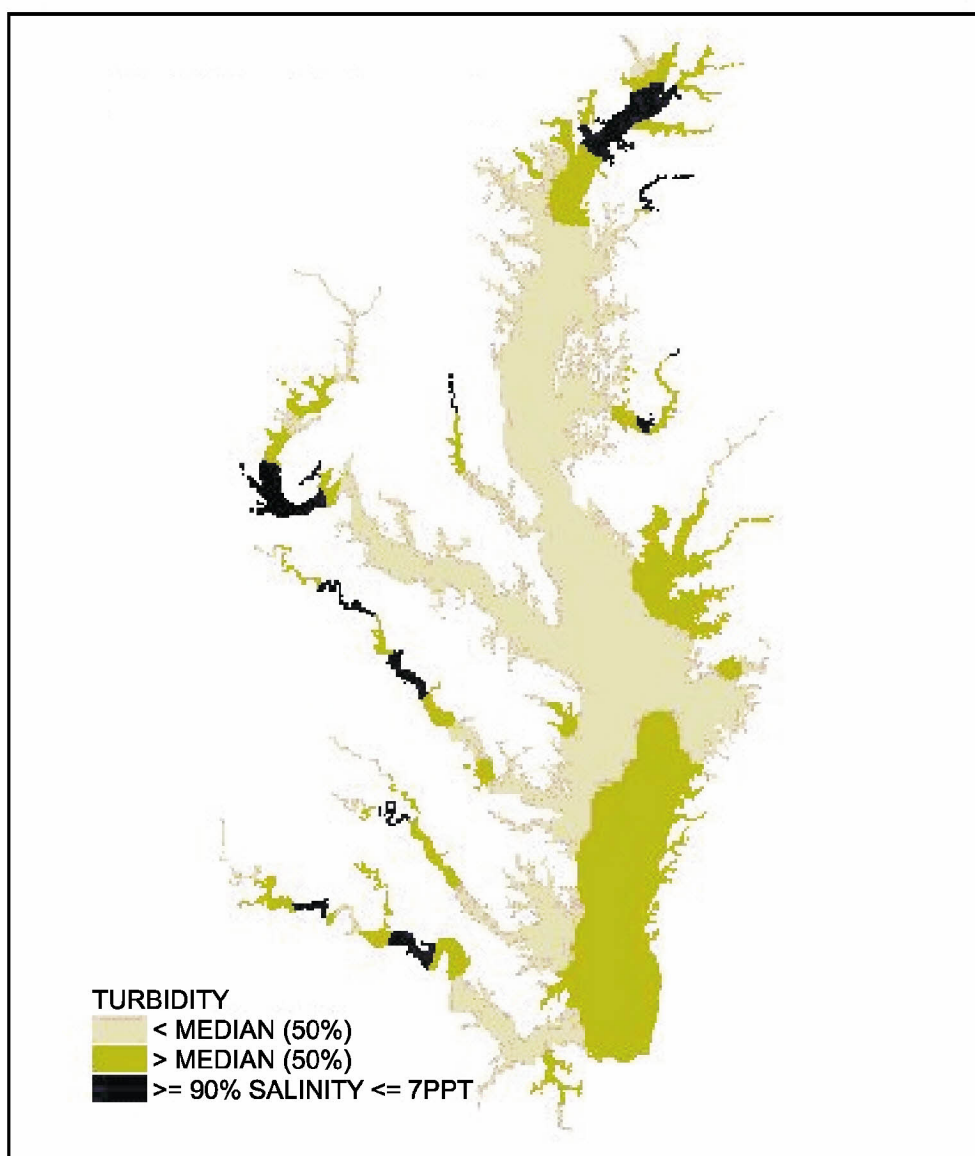 TURBIDITY
< MEDIAN (50%)
> MEDIAN (50%)
>= 90% SALINITY <= 7PPT